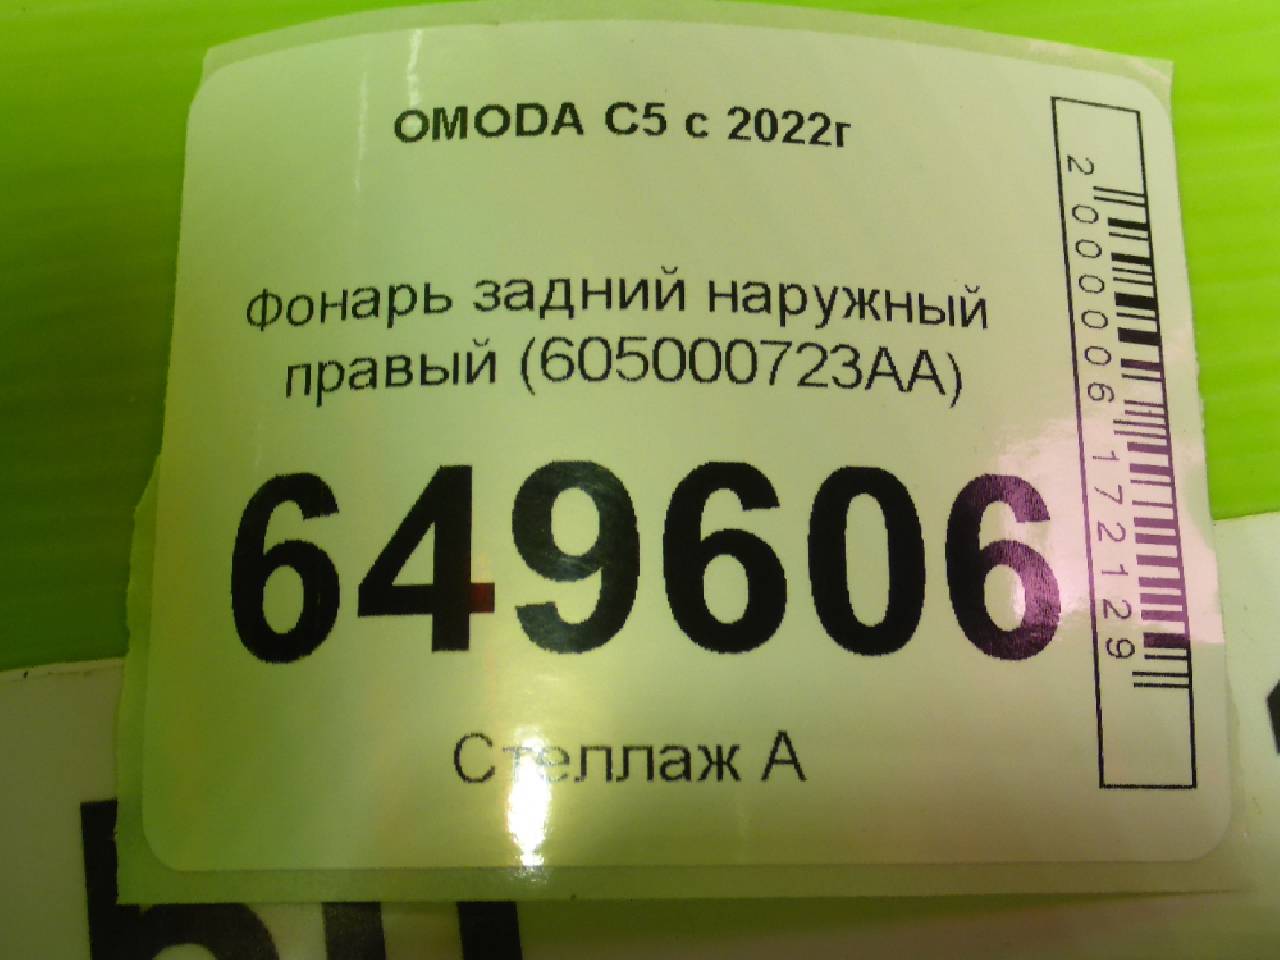 OMODA C5 с 2022г
Фонарь задний наружный
правый (605000723AA)
649606
Стеллаж А
2000006172129